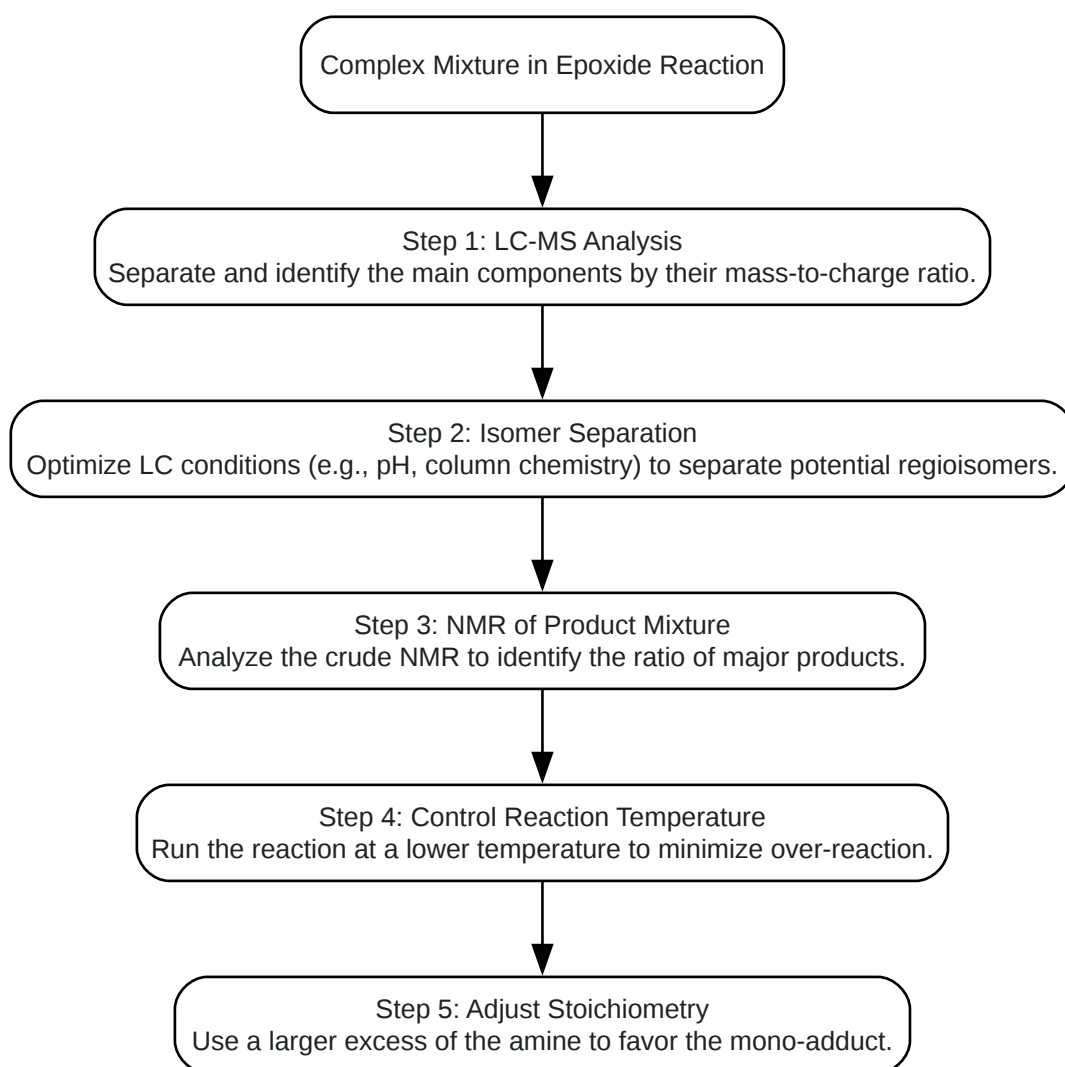 Complex Mixture in Epoxide Reaction
Step 1: LC-MS Analysis
Separate and identify the main components by their mass-to-charge ratio.
Step 2: Isomer Separation
Optimize LC conditions (e.g., pH, column chemistry) to separate potential regioisomers.
Step 3: NMR of Product Mixture
Analyze the crude NMR to identify the ratio of major products.
Step 4: Control Reaction Temperature
Run the reaction at a lower temperature to minimize over-reaction.
Step 5: Adjust Stoichiometry
Use a larger excess of the amine to favor the mono-adduct.